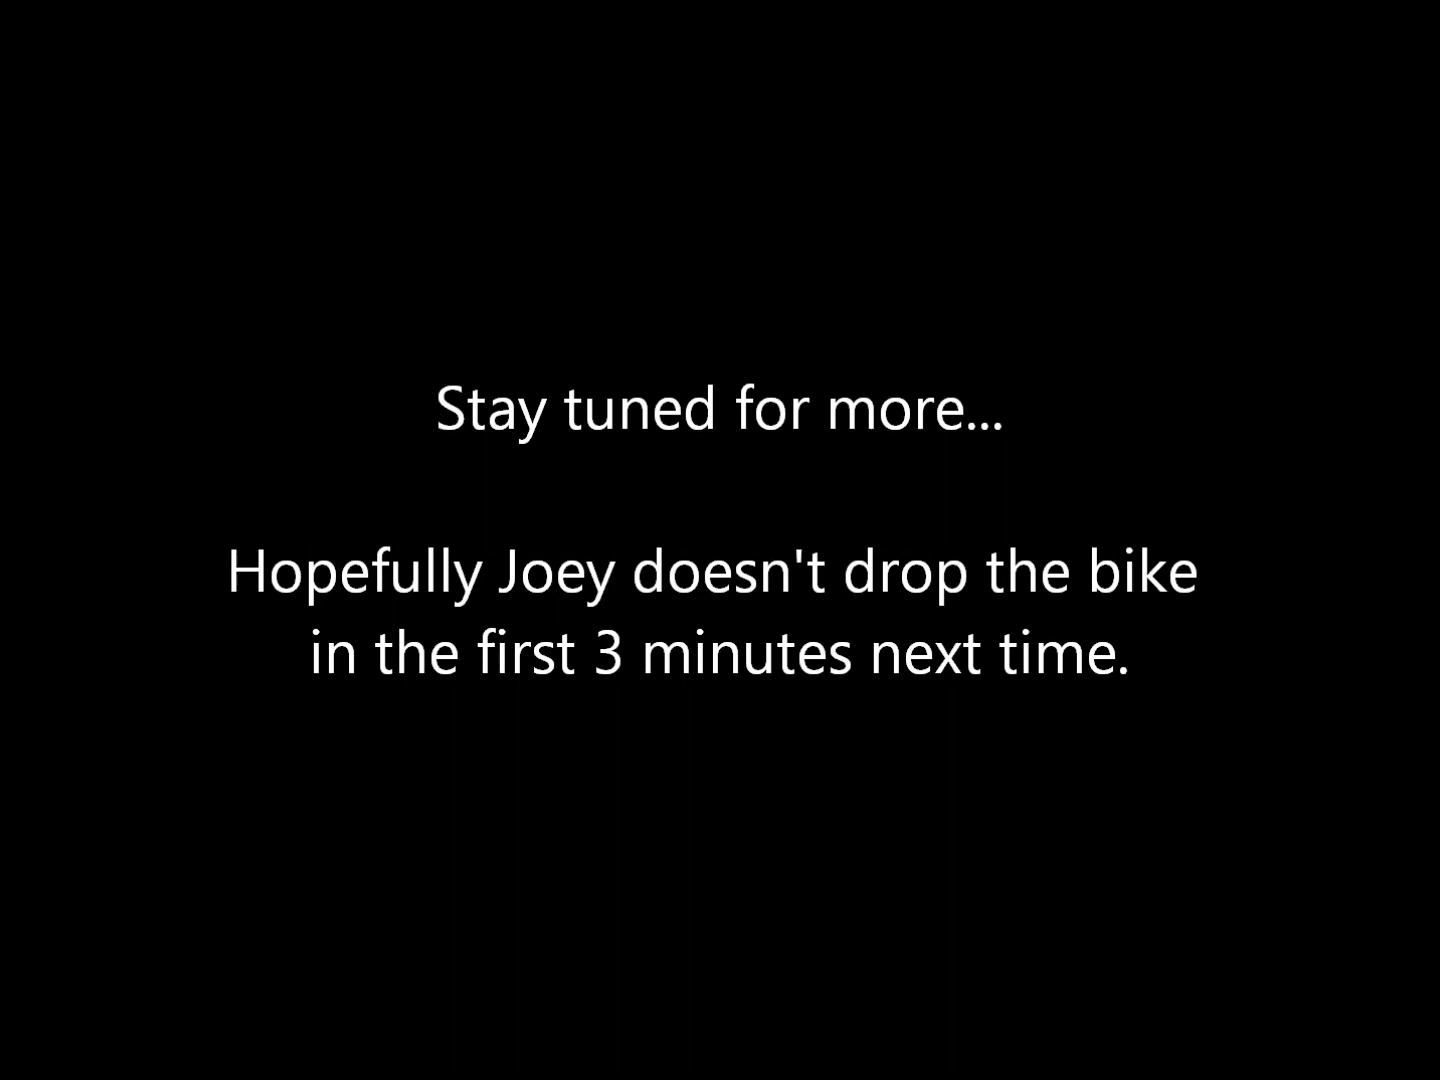 Stay tuned for more...
Hopefully Joey doesn't drop the bike
in the first 3 minutes next time.